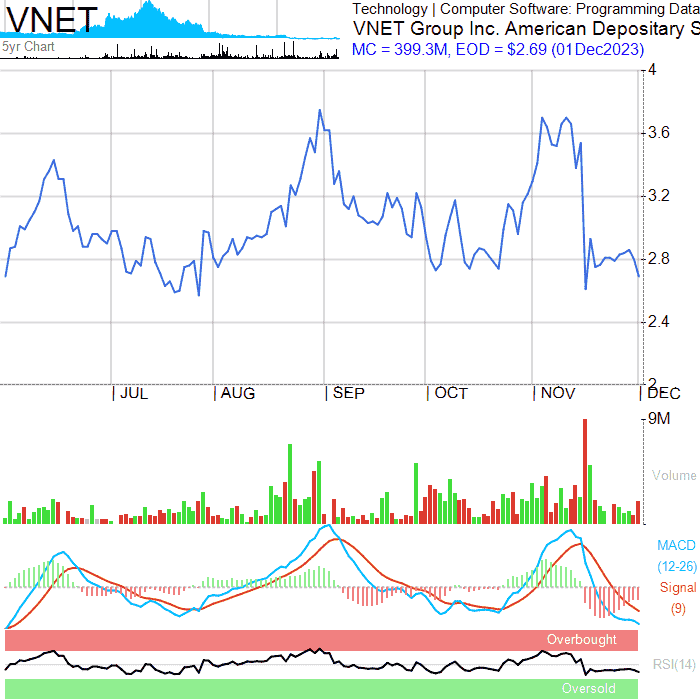 VNET
5yr Chart
Technology | Computer Software: Programming Data
VNET Group Inc. American Depositary S
MC = 399.3M, EOD = $2.69 (01Dec2023)
4
3.6
3.2
2.8
2.4
2
| JUL | AUG | SEP | OCT | NOV | DEC
9M
Volume
MACD
(12-26)
Signal
(9)
Overbought
RSI(14)
Oversold